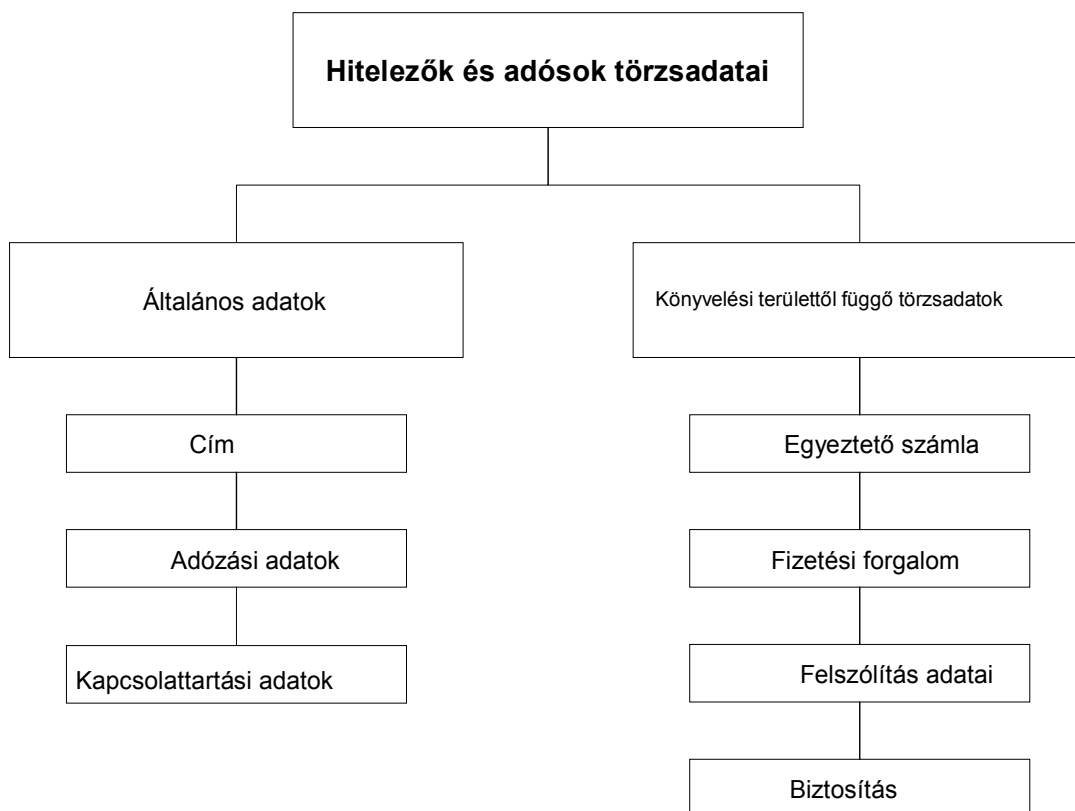 Hitelezők és adósok törzsadatai
Általános adatok
Könyvelési területtől függő törzsadatok
Cím
Egyeztető számla
Adózási adatok
Fizetési forgalom
Kapcsolattartási adatok
Felszólítás adatai
Biztosítás